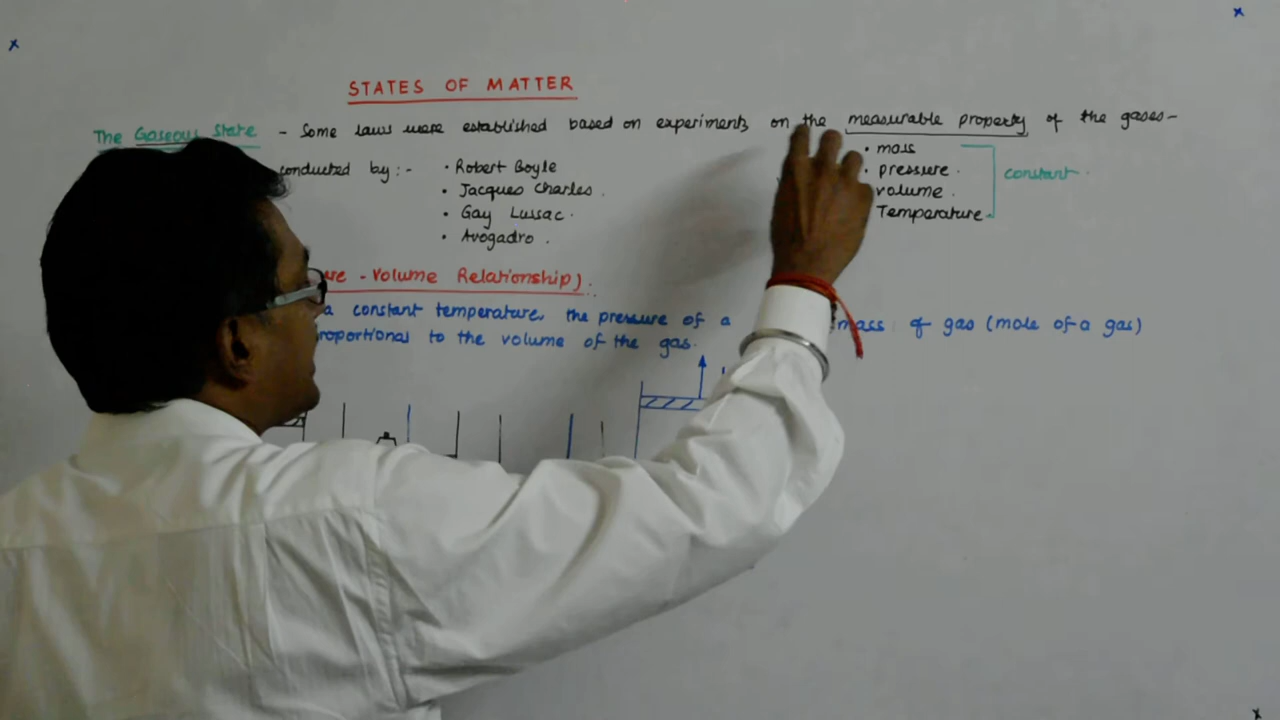 STATES OF MATTER
The Gaseous State - Some laws were established based on experiments on the measurable property of the gases-
conducted by:- • Robert Boyle
• Jacques Charles.
• Gay Lussac.
• Avogadro.
• mass
• pressure.
volume.
Temperature
constant.
-Volume Relationship).
a constant temperature, the pressure of a mass of gas (mole of a gas)
to the volume of the gas.